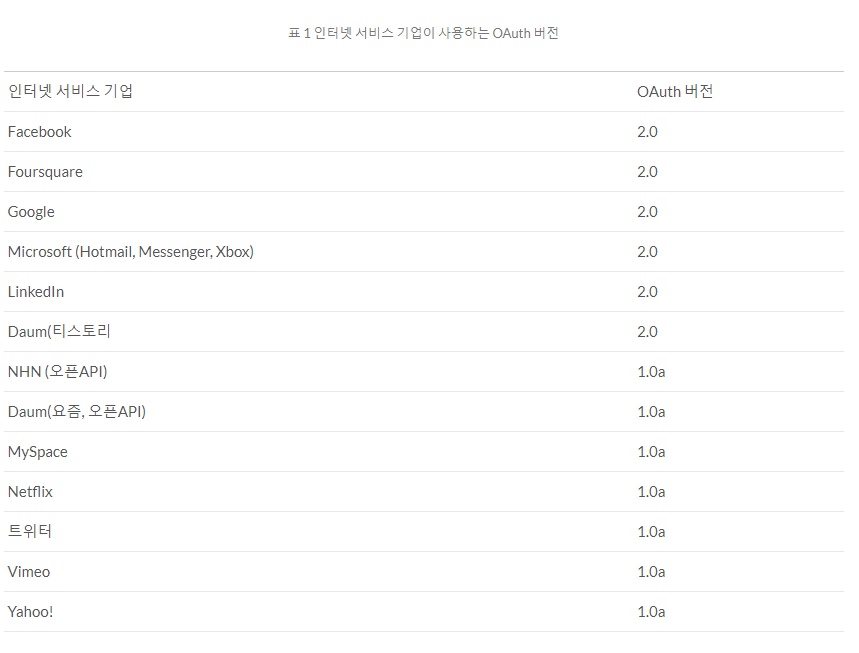 표 1 인터넷 서비스 기업이 사용하는 OAuth 버전
인터넷 서비스 기업 OAuth 버전
Facebook 2.0
Foursquare 2.0
Google 2.0
Microsoft (Hotmail, Messenger, Xbox) 2.0
LinkedIn 2.0
Daum(티스토리 2.0
NHN (오픈API) 1.0a
Daum(요즘, 오픈API) 1.0a
MySpace 1.0a
Netflix 1.0a
트위터 1.0a
Vimeo 1.0a
Yahoo! 1.0a